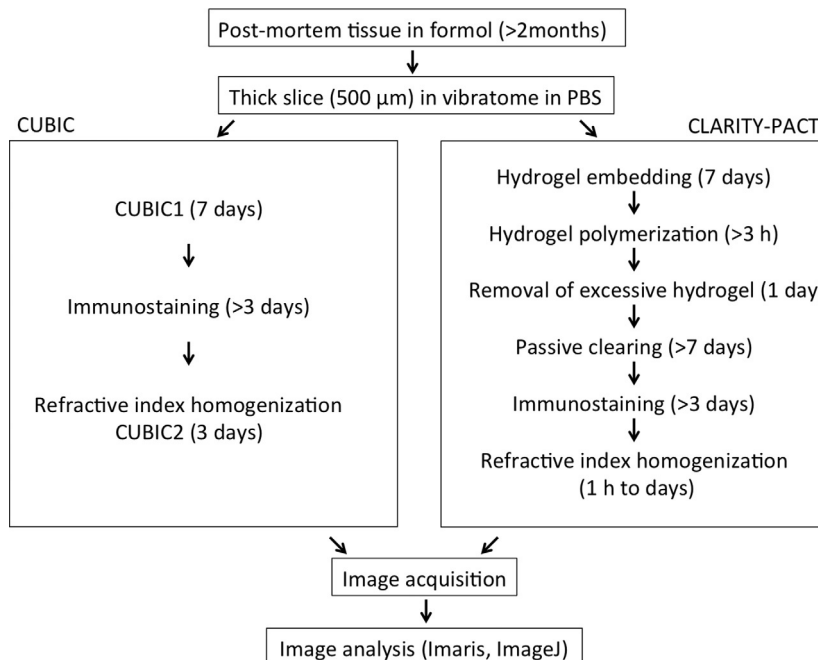 Post-mortem tissue in formol (>2months)
Thick slice (500 µm) in vibratome in PBS
CUBIC
CUBIC1 (7 days)
Immunostaining (>3 days)
Refractive index homogenization
CUBIC2 (3 days)
CLARITY-PACT
Hydrogel embedding (7 days)
Hydrogel polymerization (>3 h)
Removal of excessive hydrogel (1 day
Passive clearing (>7 days)
Immunostaining (>3 days)
Refractive index homogenization
(1 h to days)
Image acquisition
Image analysis (Imaris, ImageJ)